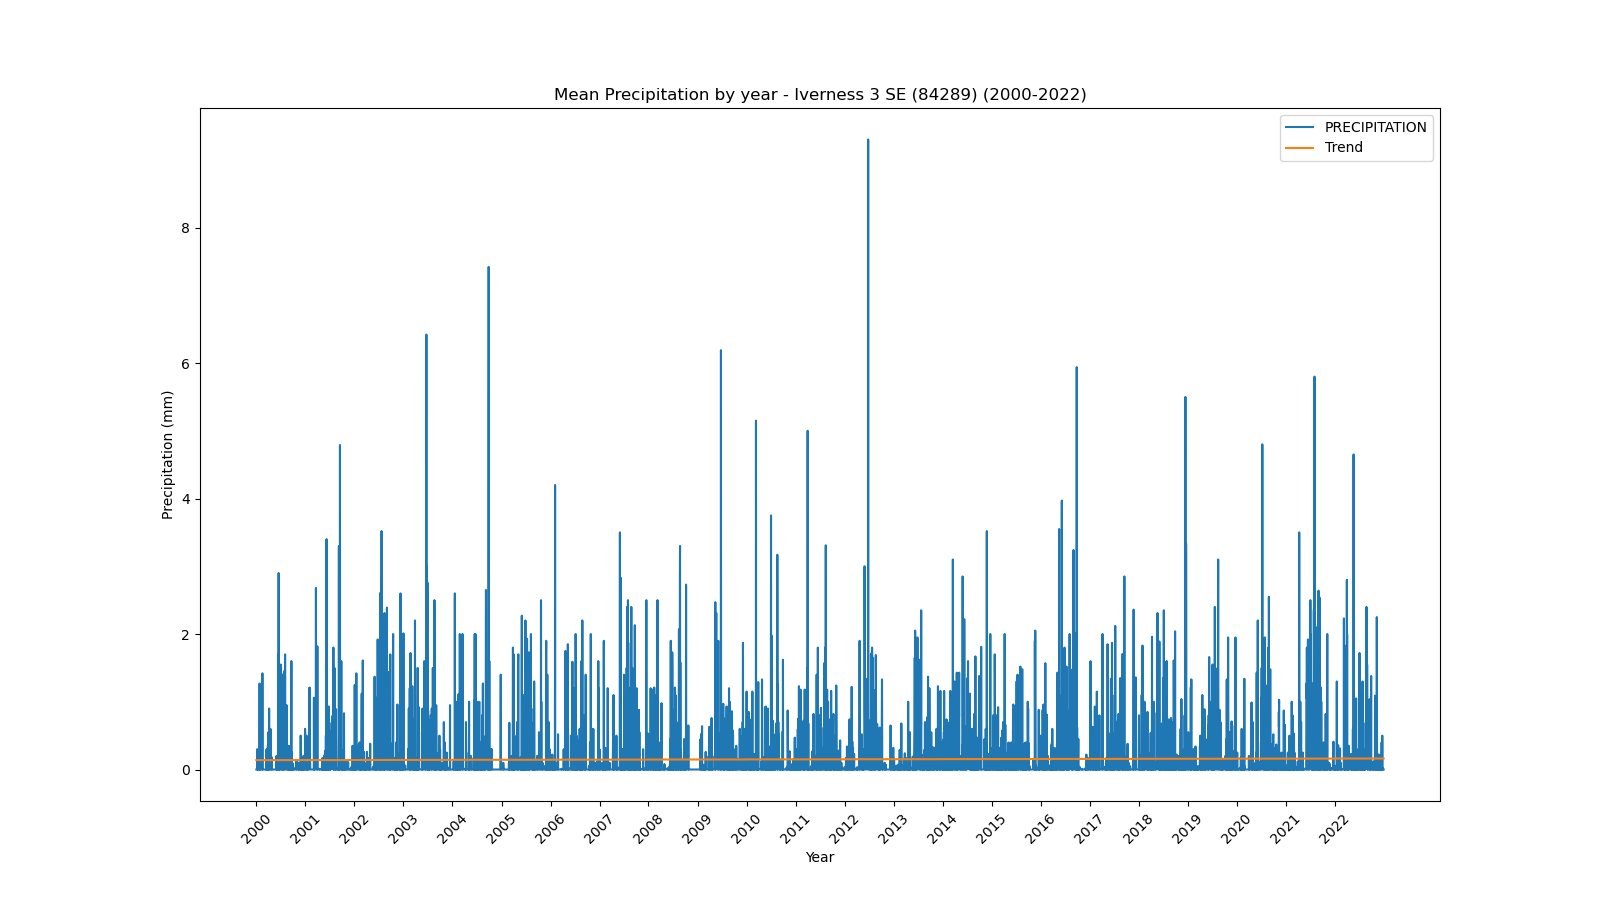 Mean Precipitation by year - Iverness 3 SE (84289) (2000-2022)
PRECIPITATION
Trend
Precipitation (mm)
8
6
4
2
0
2000 2001 2002 2003 2004 2005 2006 2007 2008 2009 2010 2011 2012 2013 2014 2015 2016 2017 2018 2019 2020 2021 2022
Year